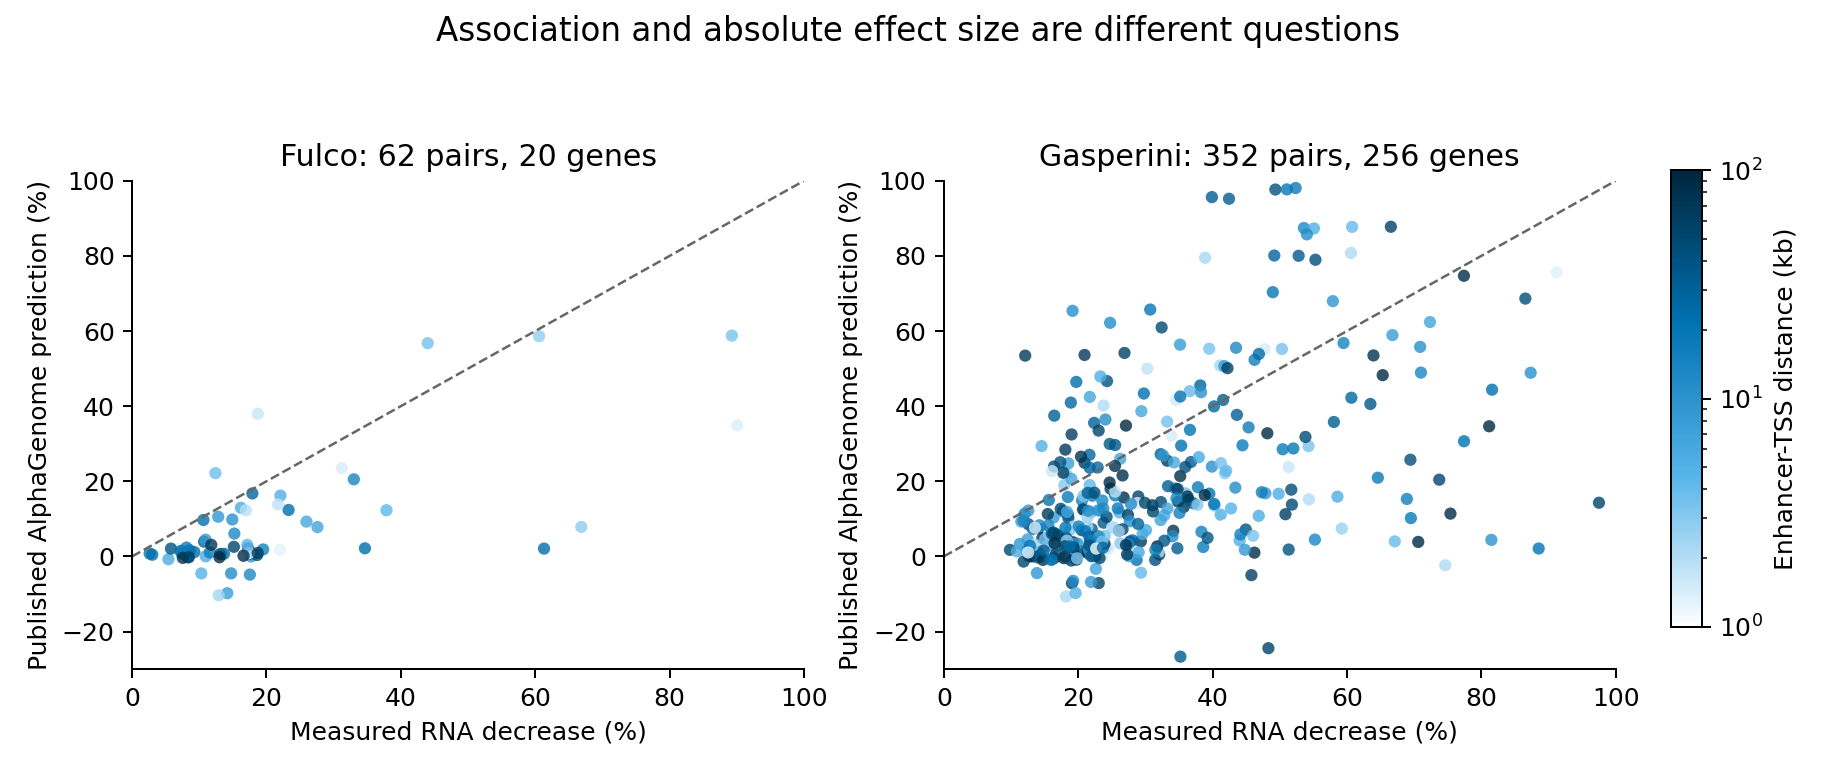 Association and absolute effect size are different questions
Fulco: 62 pairs, 20 genes
Published AlphaGenome prediction (%)
100
80
60
40
20
0
−20
0 20 40 60 80 100
Measured RNA decrease (%)
Gasperini: 352 pairs, 256 genes
Published AlphaGenome prediction (%)
100
80
60
40
20
0
−20
0 20 40 60 80 100
Measured RNA decrease (%)
10²
10¹
10⁰
Enhancer-TSS distance (kb)